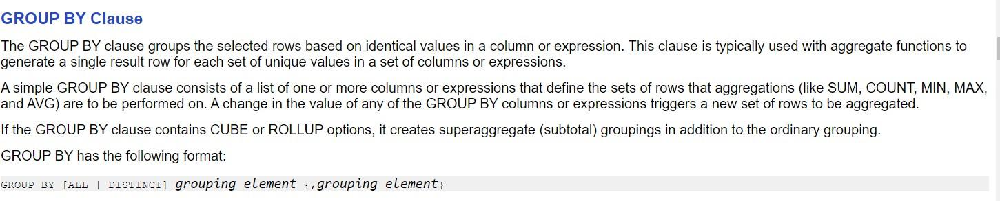 GROUP BY Clause
The GROUP BY clause groups the selected rows based on identical values in a column or expression. This clause is typically used with aggregate functions to
generate a single result row for each set of unique values in a set of columns or expressions.
A simple GROUP BY clause consists of a list of one or more columns or expressions that define the sets of rows that aggregations (like SUM, COUNT, MIN, MAX,
and AVG) are to be performed on. A change in the value of any of the GROUP BY columns or expressions triggers a new set of rows to be aggregated.
If the GROUP BY clause contains CUBE or ROLLUP options, it creates superaggregate (subtotal) groupings in addition to the ordinary grouping.
GROUP BY has the following format:
GROUP BY [ALL | DISTINCT] grouping element {,grouping element}